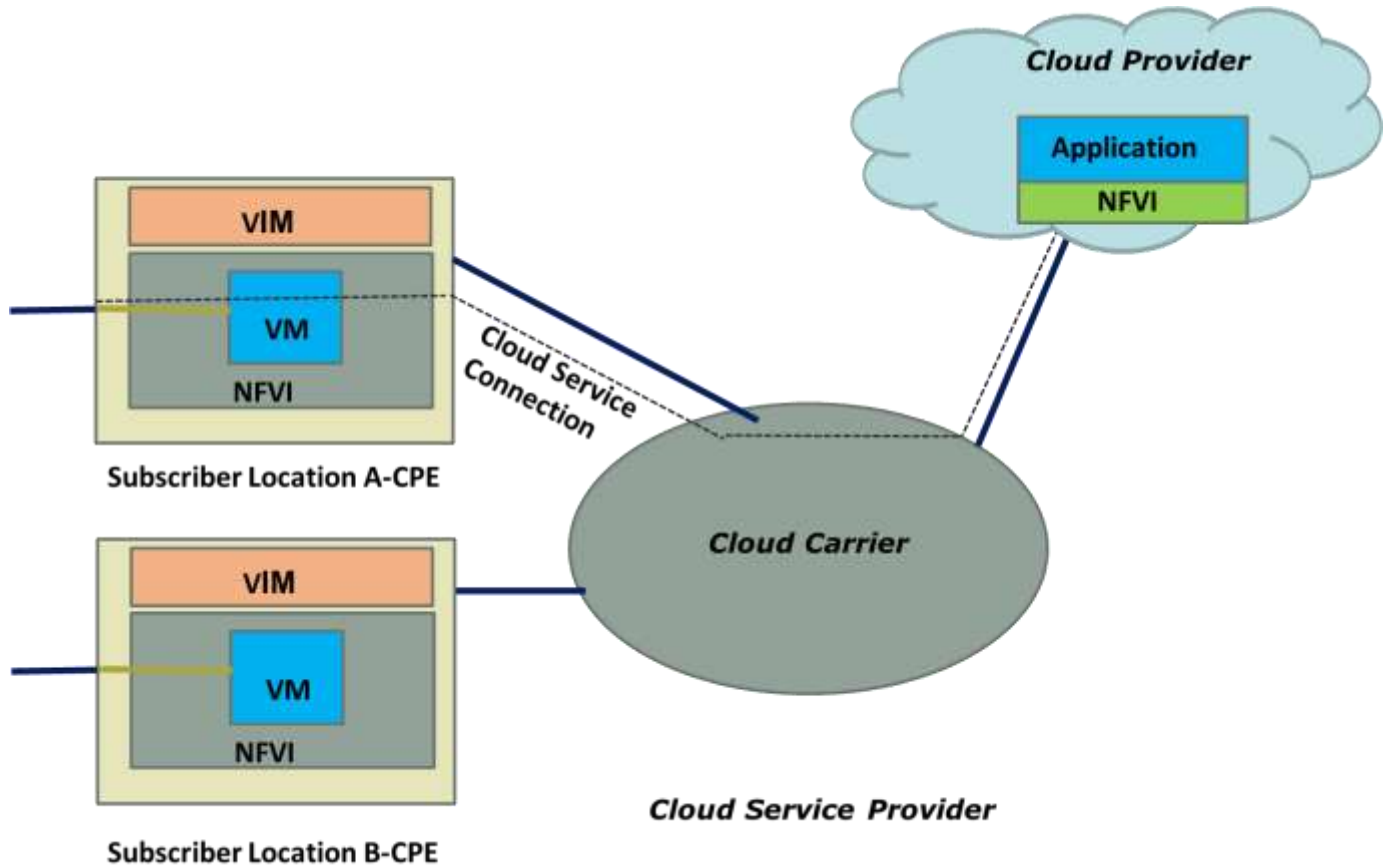 Cloud Provider
Application
NFVI
VIM
VM
NFVI
Cloud Service
Connection
Subscriber Location A-CPE
Cloud Carrier
VIM
VM
NFVI
Cloud Service Provider
Subscriber Location B-CPE